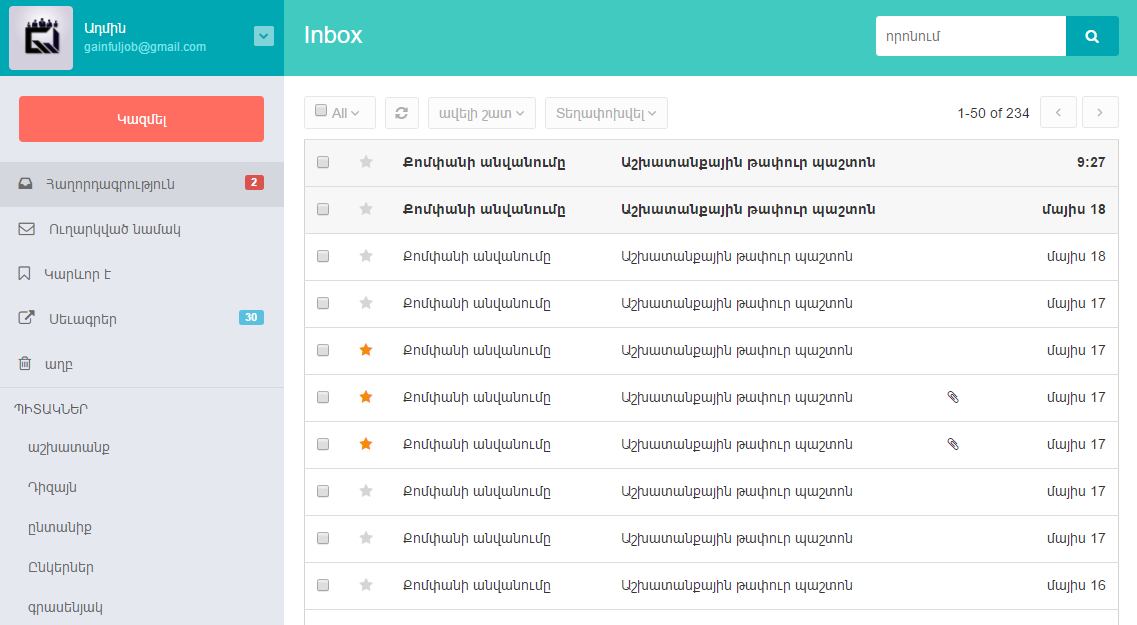 Ադմին
gainfuljob@gmail.com
Inbox
որոնում
Կազմել
All
ավելի շատ
Տեղափոխվել
1-50 of 234
Հաղորդագրություն 2
Ուղարկված նամակ
Կարևոր է
Սեւագրեր 30
աղբ
ՊԻՏԱԿՆԵՐ
աշխատանք
Դիզայն
ընտանիք
Ընկերներ
գրասենյակ
Քոմփանի անվանումը Աշխատանքային թափուր պաշտոն 9:27
Քոմփանի անվանումը Աշխատանքային թափուր պաշտոն մայիս 18
Քոմփանի անվանումը Աշխատանքային թափուր պաշտոն մայիս 18
Քոմփանի անվանումը Աշխատանքային թափուր պաշտոն մայիս 17
Քոմփանի անվանումը Աշխատանքային թափուր պաշտոն մայիս 17
Քոմփանի անվանումը Աշխատանքային թափուր պաշտոն մայիս 17
Քոմփանի անվանումը Աշխատանքային թափուր պաշտոն մայիս 17
Քոմփանի անվանումը Աշխատանքային թափուր պաշտոն մայիս 17
Քոմփանի անվանումը Աշխատանքային թափուր պաշտոն մայիս 17
Քոմփանի անվանումը Աշխատանքային թափուր պաշտոն մայիս 16